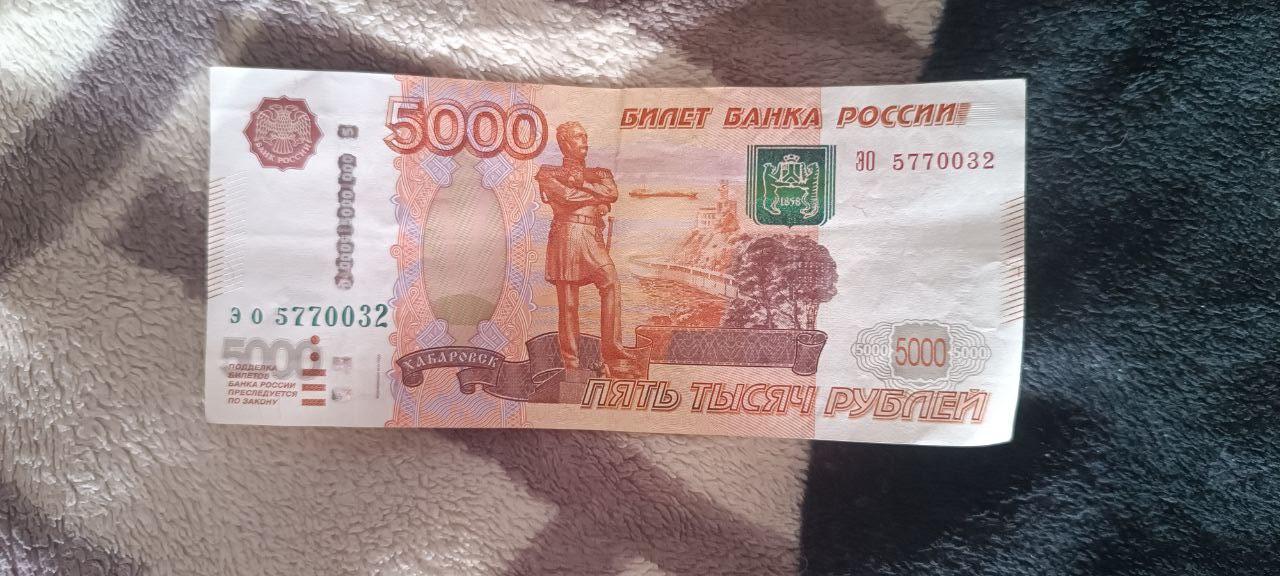 БАНК РОССИИ
5000
БИЛЕТ БАНКА РОССИИ
ЭО 5770032
1858
ЭО 5770032
5000
ПОДДЕЛКА
БИЛЕТОВ
БАНКА РОССИИ
ПРЕСЛЕДУЕТСЯ
ПО ЗАКОНУ
ХАБАРОВСК
5000 5000 5000
ПЯТЬ ТЫСЯЧ РУБЛЕЙ